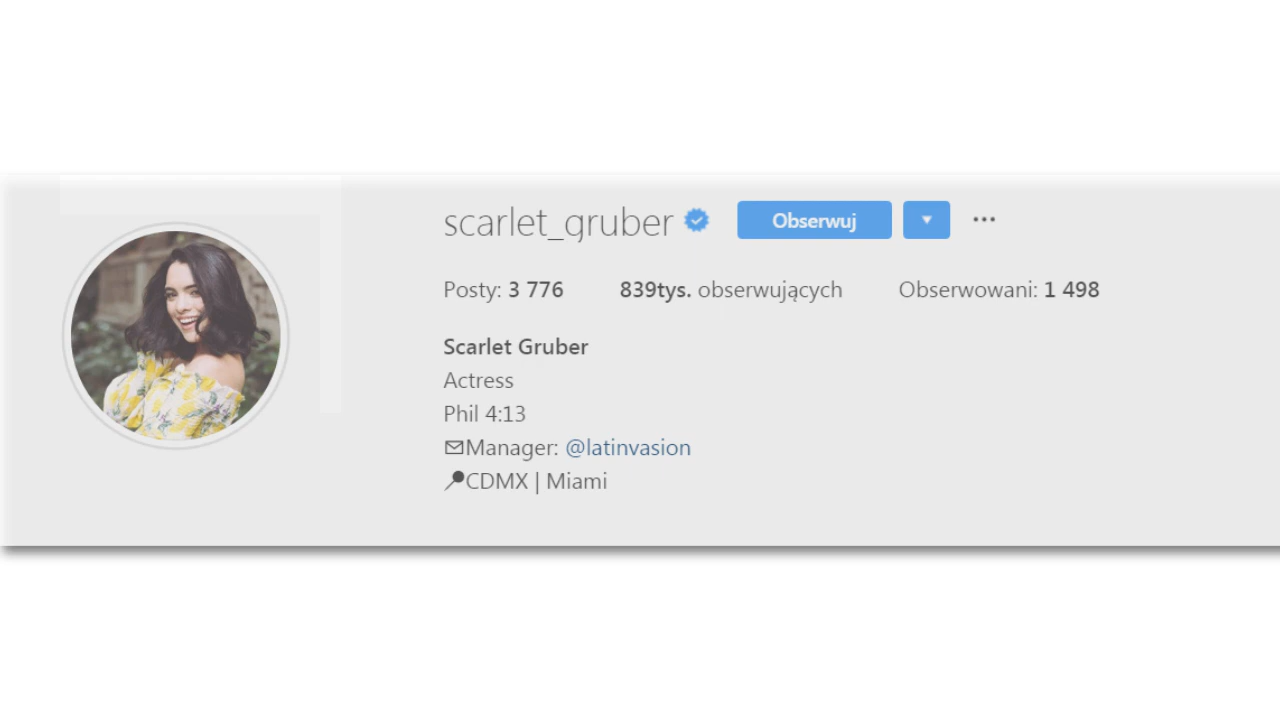 scarlet_gruber Obserwuj
Posty: 3 776 839tys. obserwujących Obserwowani: 1 498
Scarlet Gruber
Actress
Phil 4:13
Manager: @latinvasion
CDMX | Miami